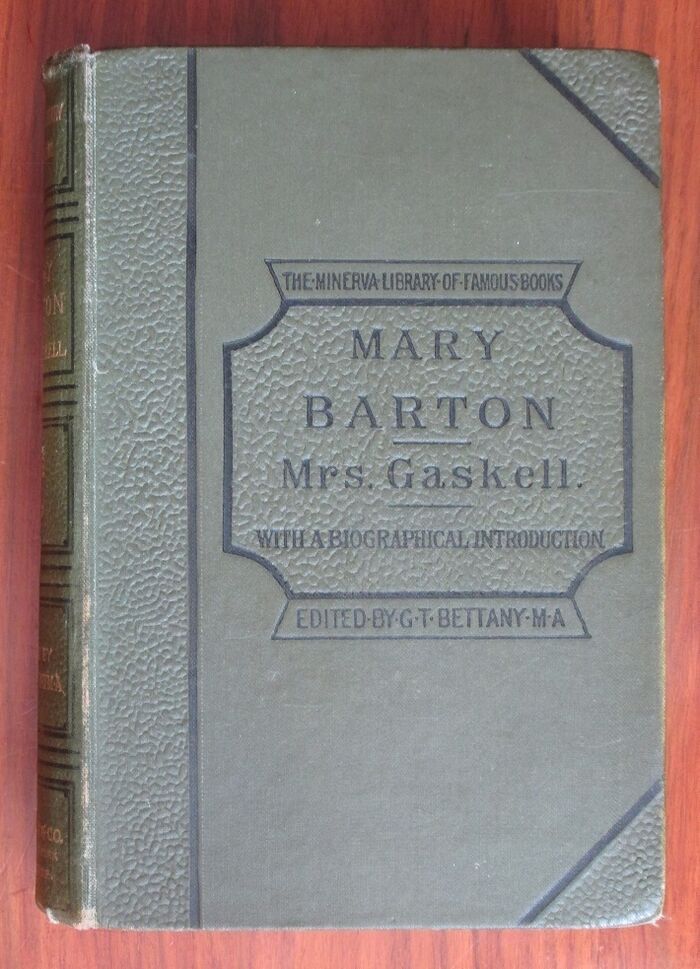 THE·MINERVA·LIBRARY·OF·FAMOUS·BOOKS
MARY
BARTON
Mrs. Gaskell.
WITH A BIOGRAPHICAL INTRODUCTION
EDITED·BY·G·T·BETTANY·M·A